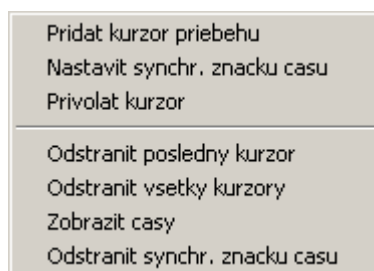 Pridat kurzor priebehu
Nastavit synchr. znacku casu
Privolat kurzor
Odstranit posledny kurzor
Odstranit vsetky kurzory
Zobrazit casy
Odstranit synchr. znacku casu